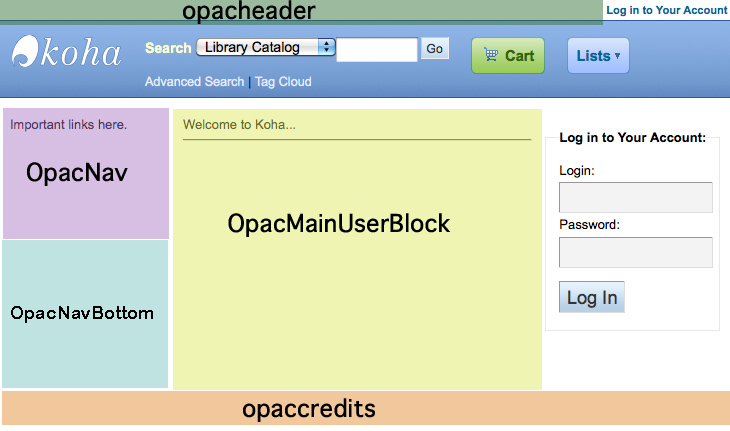 opacheader
Log in to Your Account
koha
Search Library Catalog Go
Cart
Lists
Advanced Search | Tag Cloud
Important links here.
OpacNav
OpacNavBottom
Welcome to Koha...
OpacMainUserBlock
Log in to Your Account:
Login:
Password:
Log In
opaccredits